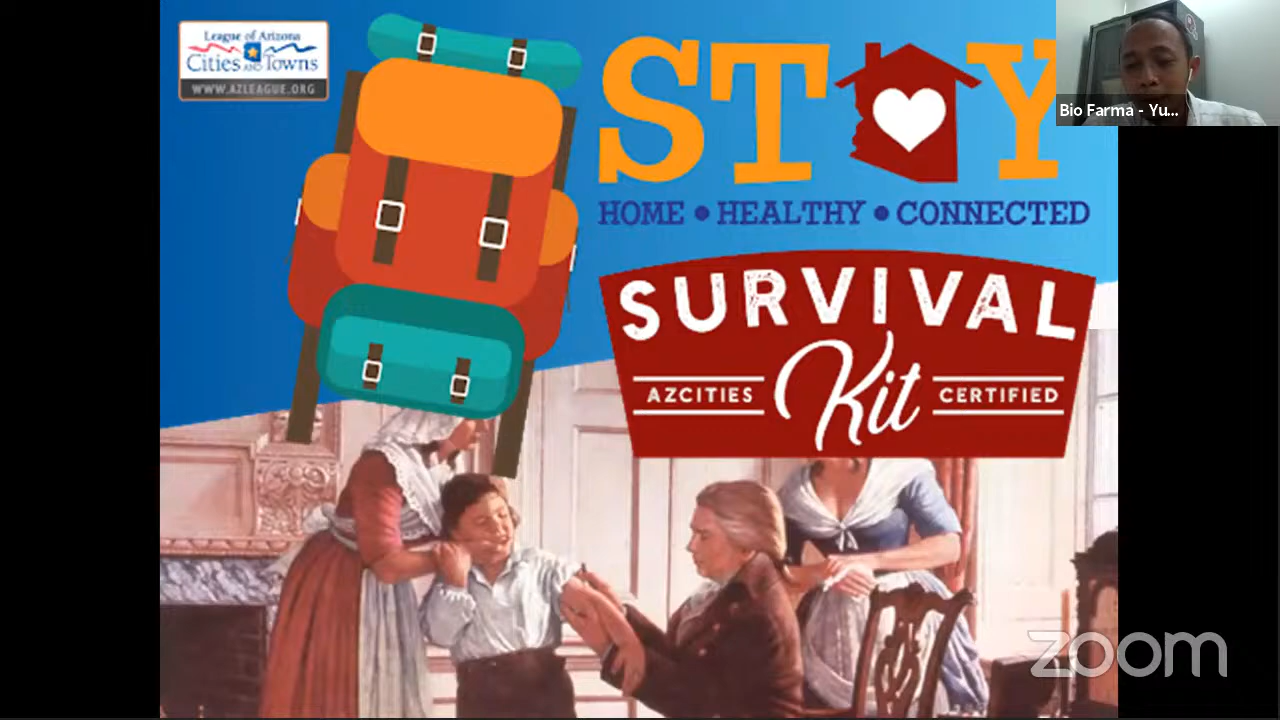 League of Arizona
Cities AND Towns
WWW.AZLEAGUE.ORG
STAY
HOME • HEALTHY • CONNECTED
SURVIVAL
AZCITIES Kit CERTIFIED
Bio Farma - Yu...
zoom